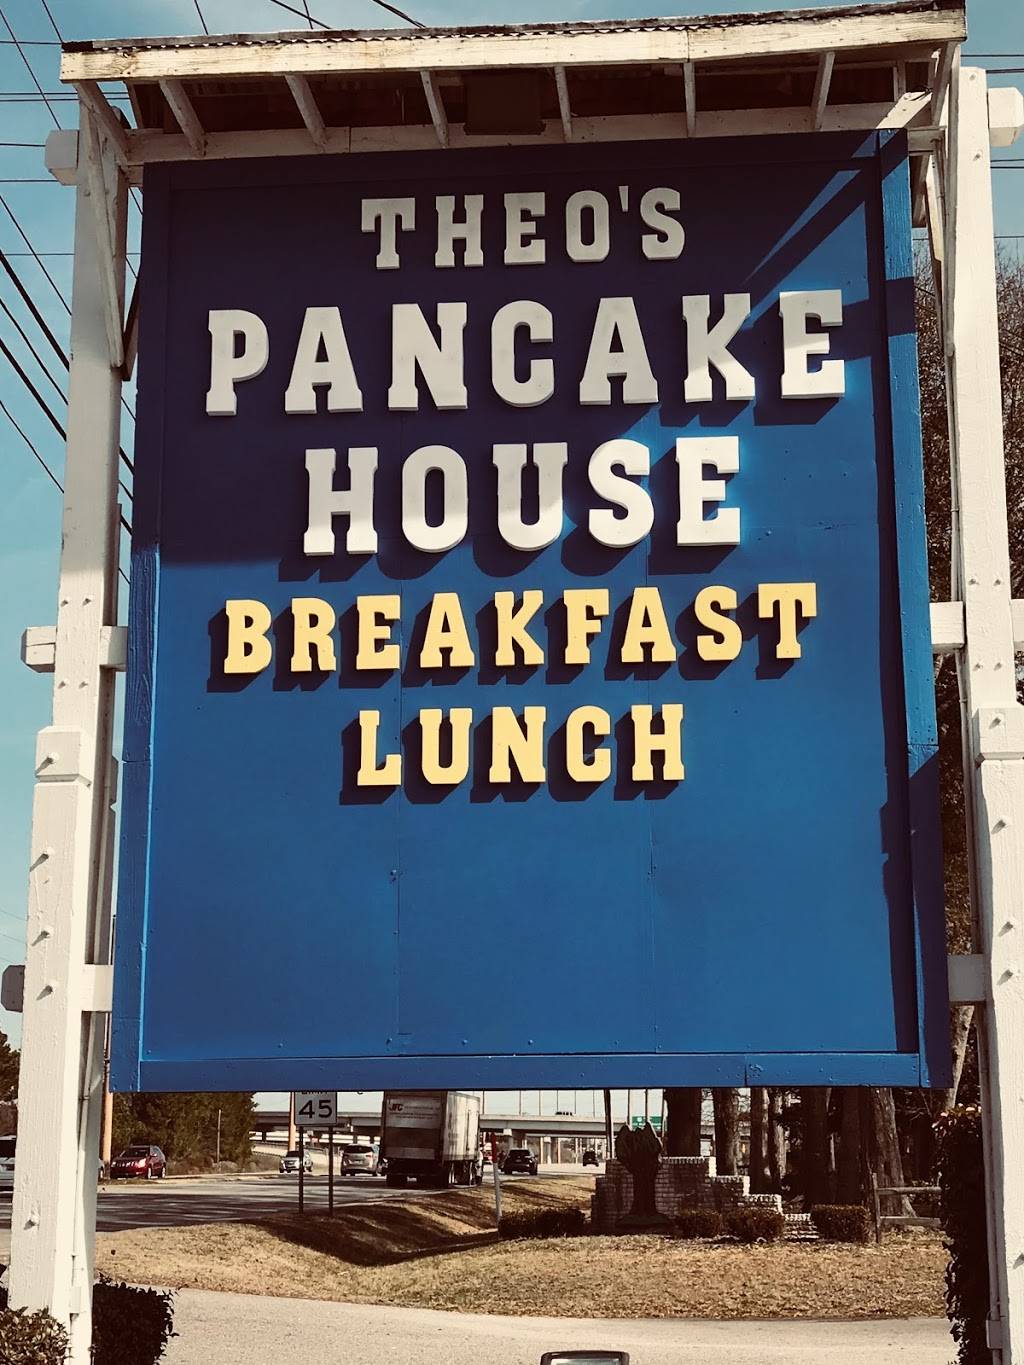 THEO'S
PANCAKE
HOUSE
BREAKFAST
LUNCH
45